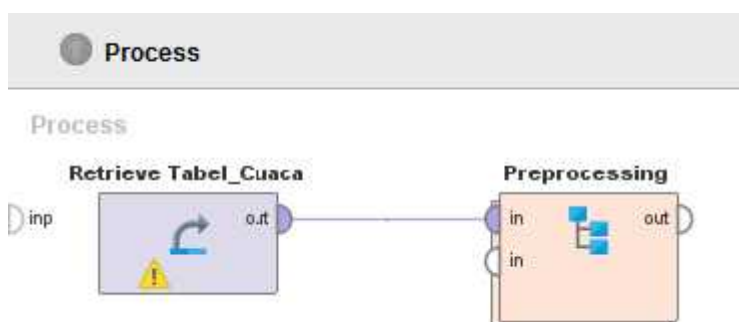 Process
Process
Retrieve Tabel_Cuaca
Preprocessing
inp
out
in
out
in